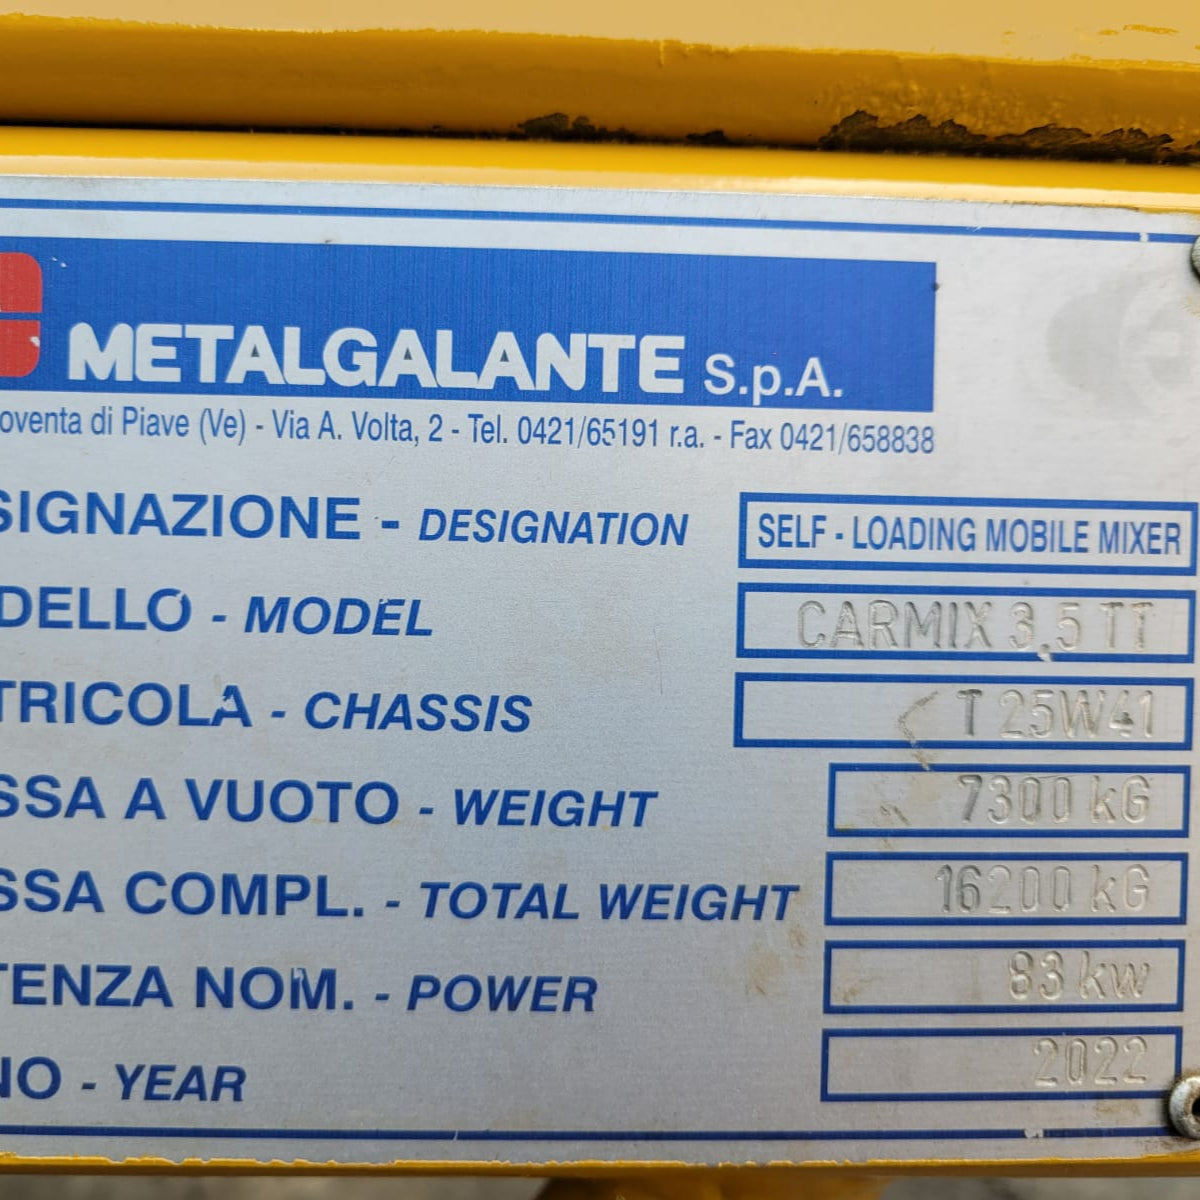 METALGALANTE S.p.A.
oventa di Piave (Ve) - Via A. Volta, 2 - Tel. 0421/65191 r.a. - Fax 0421/658838
SIGNAZIONE - DESIGNATION SELF - LOADING MOBILE MIXER
DELLO - MODEL CARMIX 3.5 TT
TRICOLA - CHASSIS T 25W41
SSA A VUOTO - WEIGHT 7300 kG
SSA COMPL. - TOTAL WEIGHT 16200 kG
TENZA NOM. - POWER 83 kw
NO - YEAR 2022